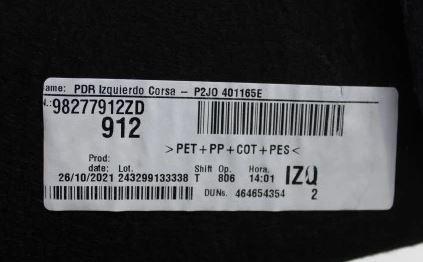 ame: PDR Izquierdo Corsa - P2JO 401165E
N.: 98277912ZD
912
>PET+PP+COT+PES<
Prod:
date: Lot. Shift Op. Hora.
26/10/2021 243299133338 T 806 14:01 IZQ
DUNs. 464654354 2